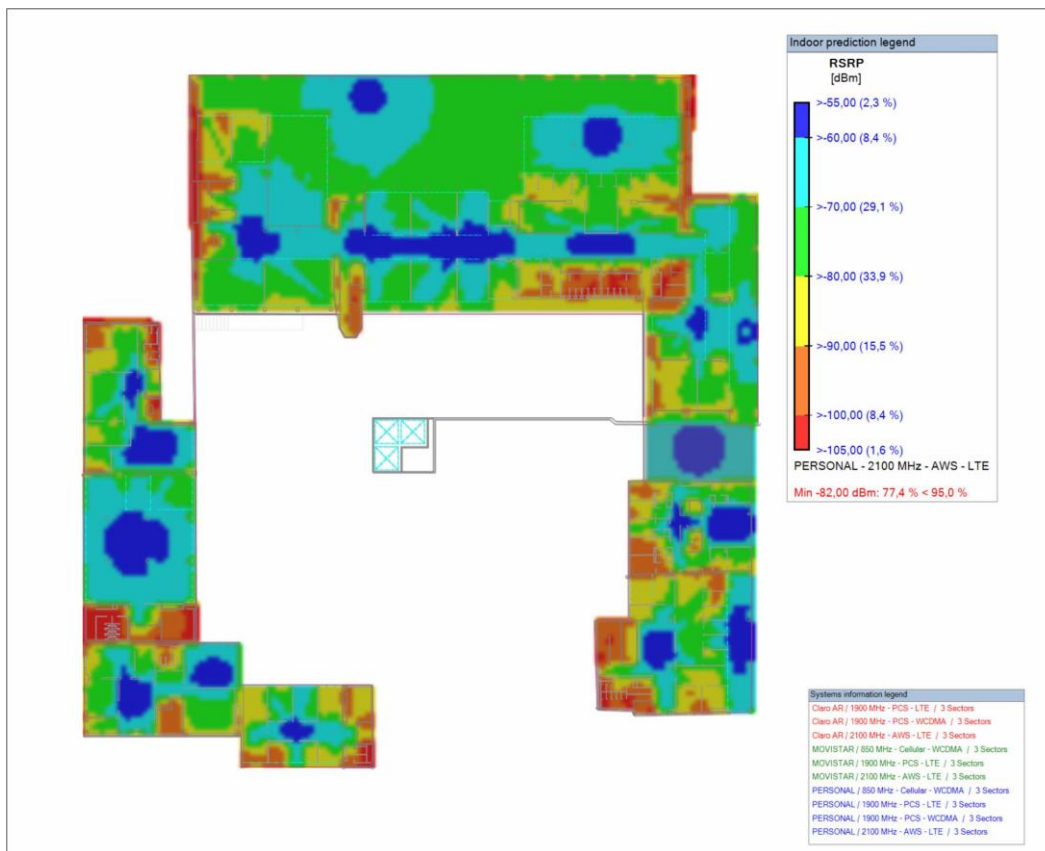 Indoor prediction legend
RSRP
[dBm]
>-55,00 (2,3 %)
>-60,00 (8,4 %)
>-70,00 (29,1 %)
>-80,00 (33,9 %)
>-90,00 (15,5 %)
>-100,00 (8,4 %)
>-105,00 (1,6 %)
PERSONAL - 2100 MHz - AWS - LTE
Min -82,00 dBm: 77,4 % < 95,0 %
Systems information legend
Claro AR / 1900 MHz - PCS - LTE / 3 Sectors
Claro AR / 1900 MHz - PCS - WCDMA / 3 Sectors
Claro AR / 2100 MHz - AWS - LTE / 3 Sectors
MOVISTAR / 850 MHz - Cellular - WCDMA / 3 Sectors
MOVISTAR / 1900 MHz - PCS - LTE / 3 Sectors
MOVISTAR / 2100 MHz - AWS - LTE / 3 Sectors
PERSONAL / 850 MHz - Cellular - WCDMA / 3 Sectors
PERSONAL / 1900 MHz - PCS - LTE / 3 Sectors
PERSONAL / 1900 MHz - PCS - WCDMA / 3 Sectors
PERSONAL / 2100 MHz - AWS - LTE / 3 Sectors